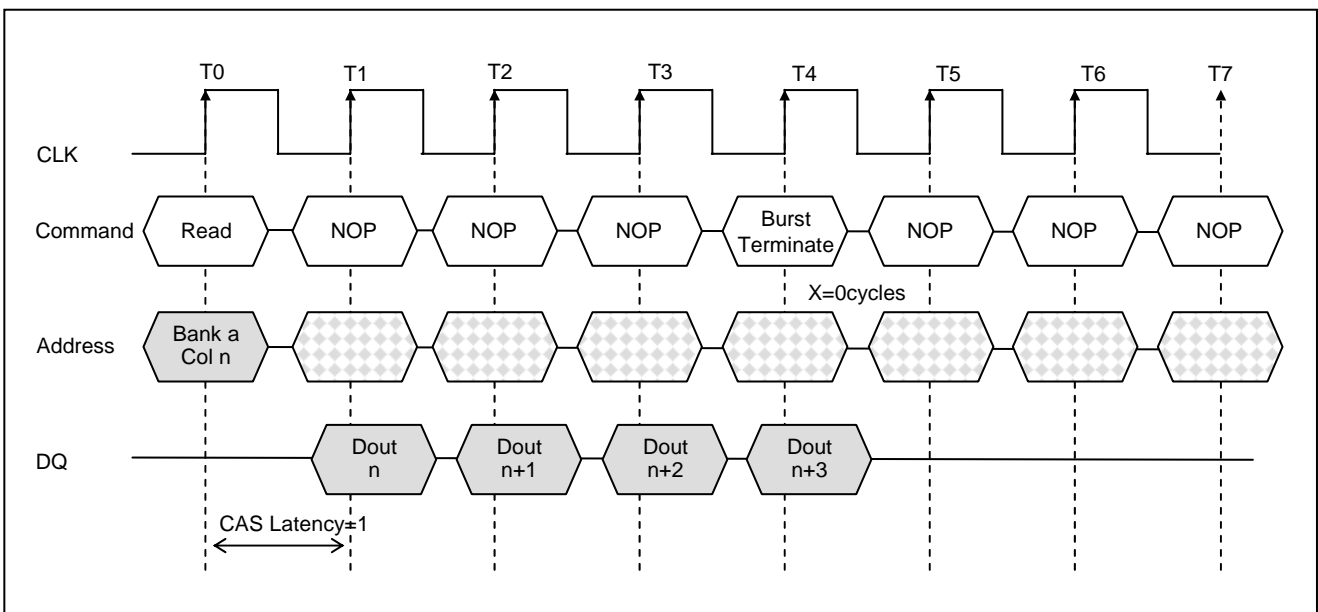 T0 T1 T2 T3 T4 T5 T6 T7
CLK
Command Read NOP NOP NOP Burst Terminate NOP NOP NOP
X=0cycles
Address Bank a Col n
DQ Dout n Dout n+1 Dout n+2 Dout n+3
CAS Latency=1